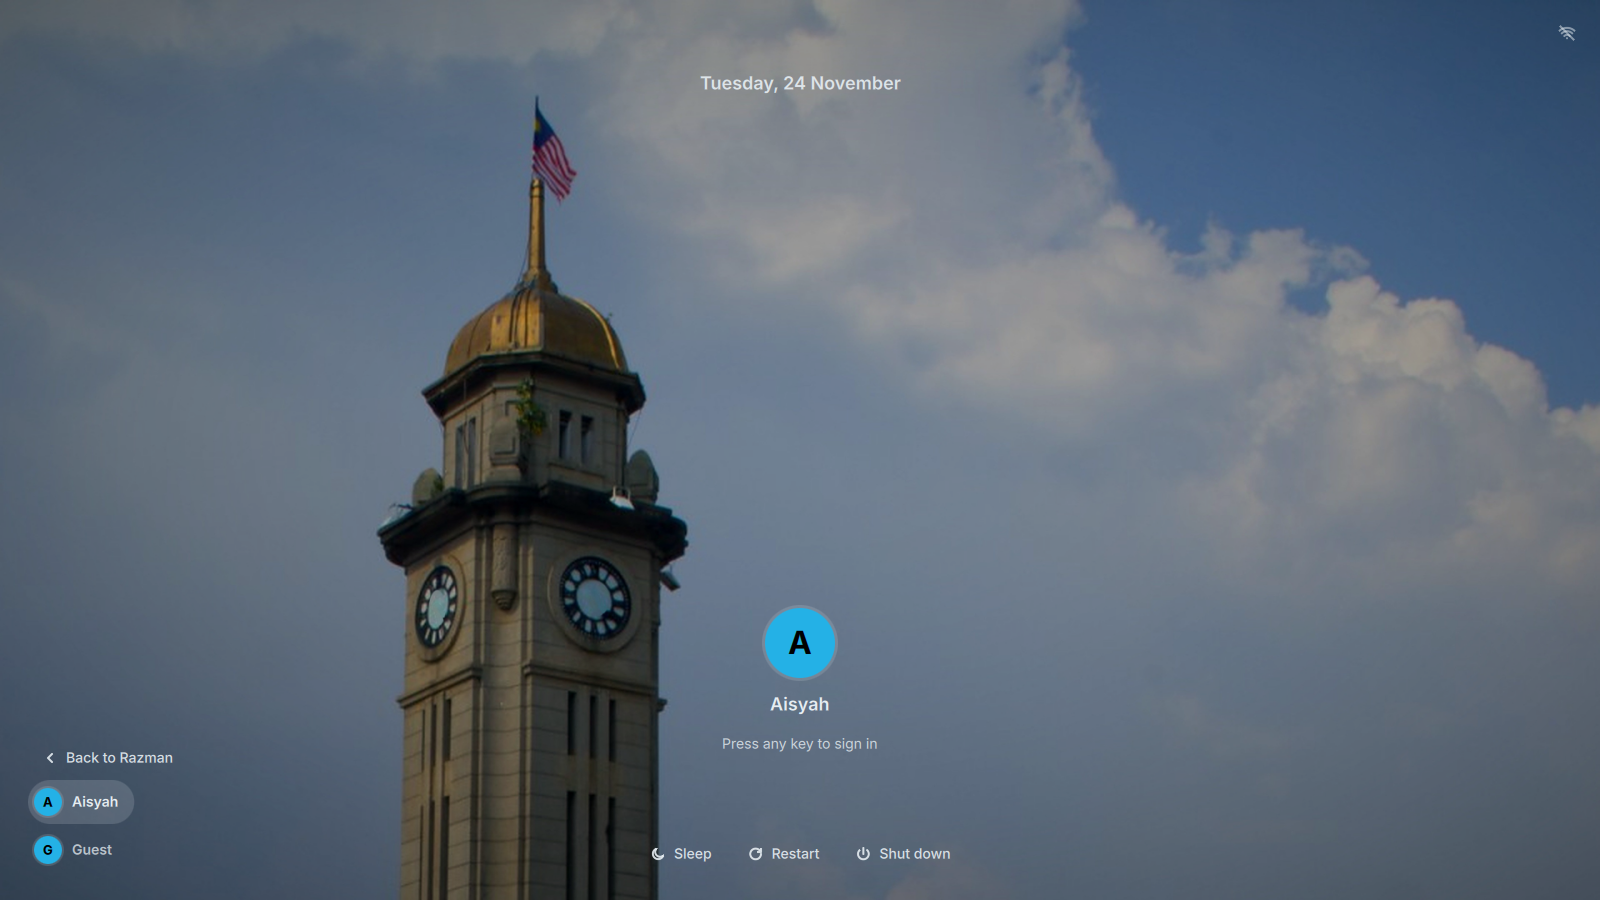 Tuesday, 24 November
A
Aisyah
Press any key to sign in
Back to Razman
A Aisyah
G Guest
Sleep Restart Shut down